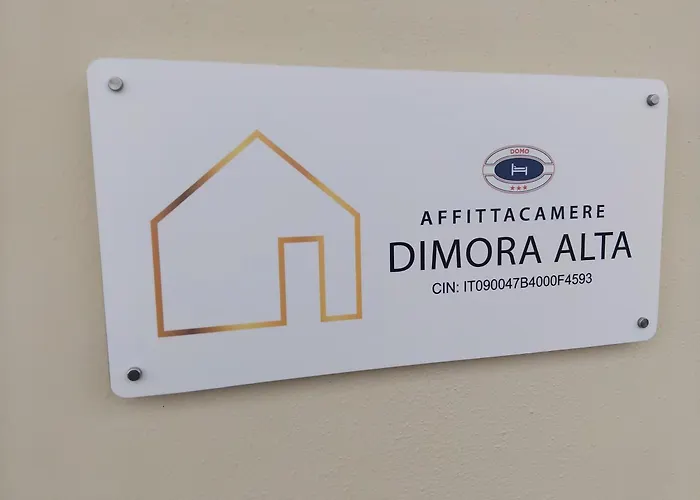 DOMO
★★★
AFFITTACAMERE
DIMORA ALTA
CIN: IT090047B4000F4593